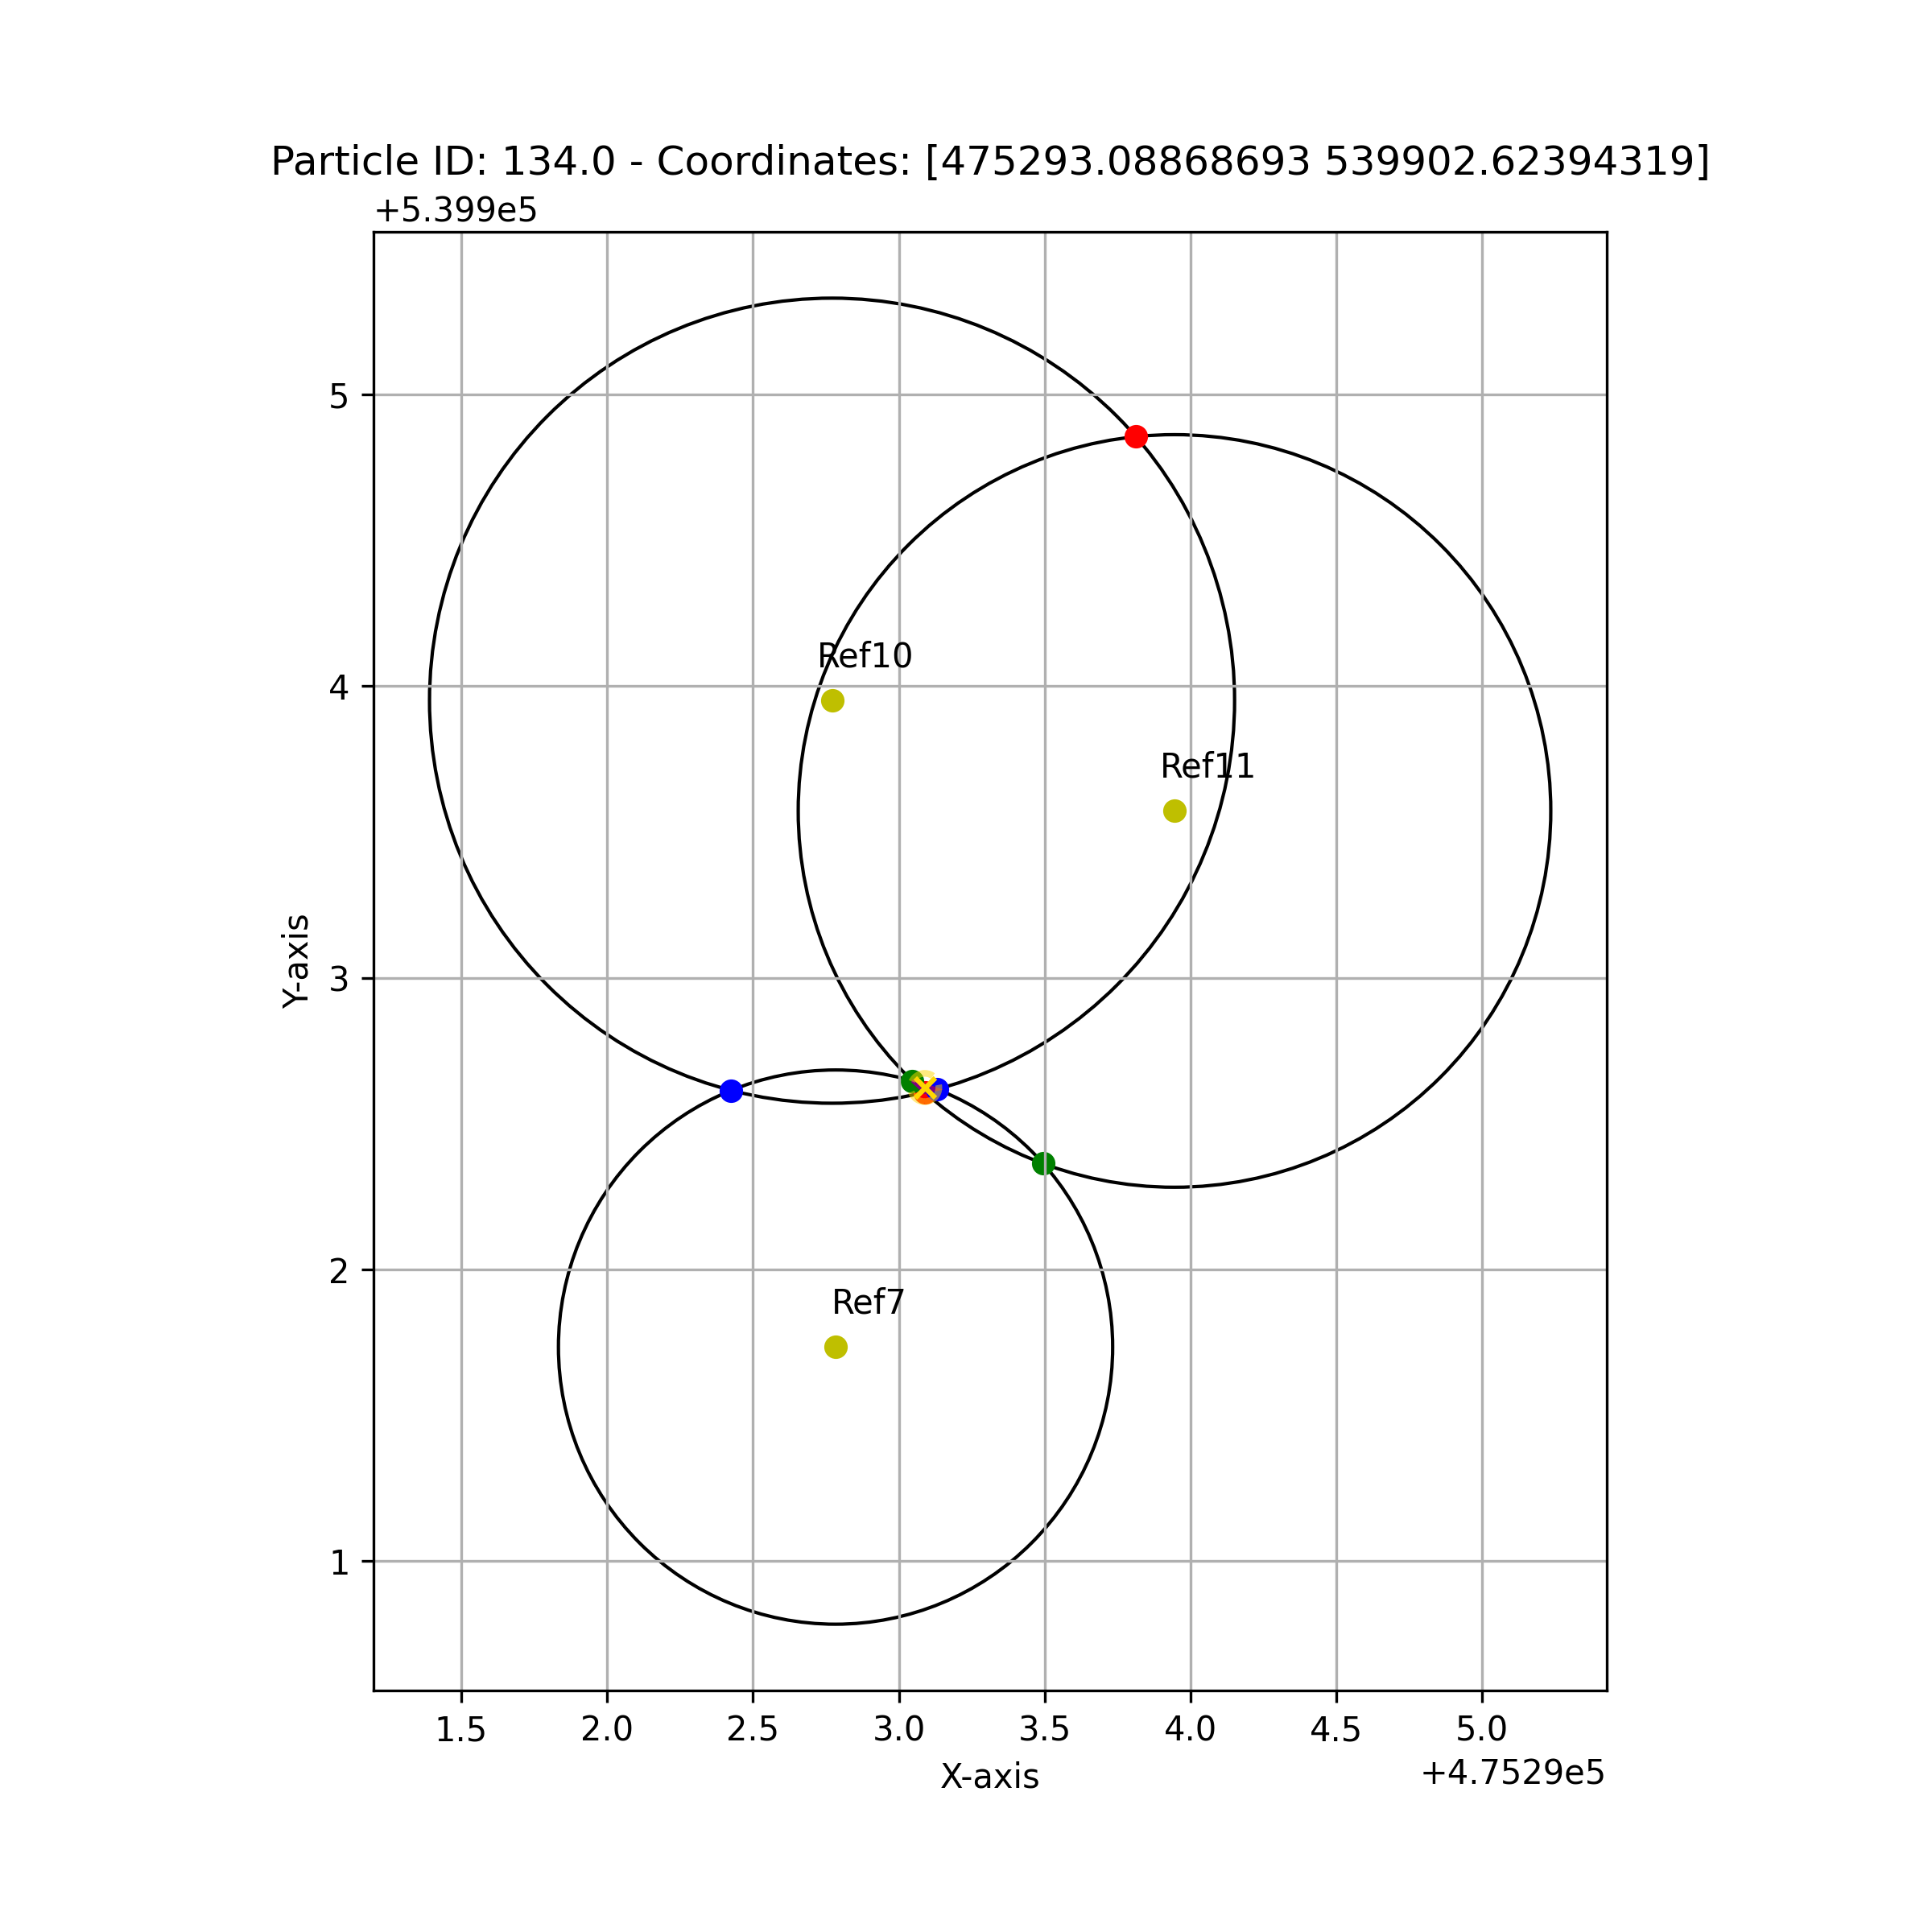 Particle ID: 134.0 - Coordinates: [475293.08868693 539902.62394319]
+5.399e5
5
Ref10
4
Ref11
Y-axis
3
2
Ref7
1
1.5 2.0 2.5 3.0 3.5 4.0 4.5 5.0
X-axis
+4.7529e5